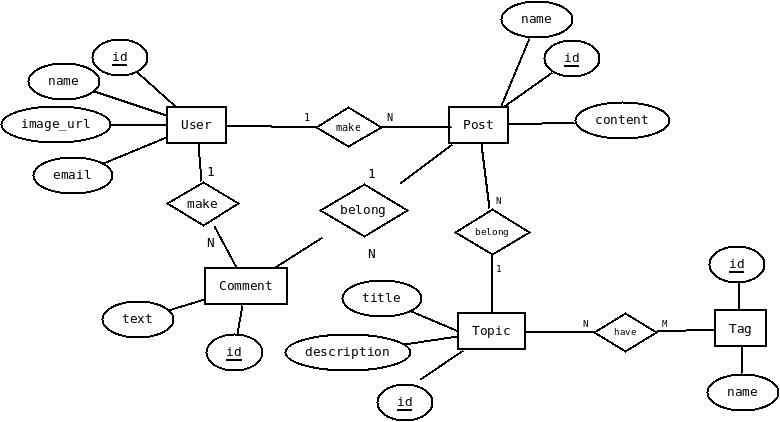 name
id
id
name
image_url
User
1
make
N
Post
content
email
1
1
make
belong
N
belong
N
N
1
id
Comment
title
text
Topic
N
have
M
Tag
id
description
id
name